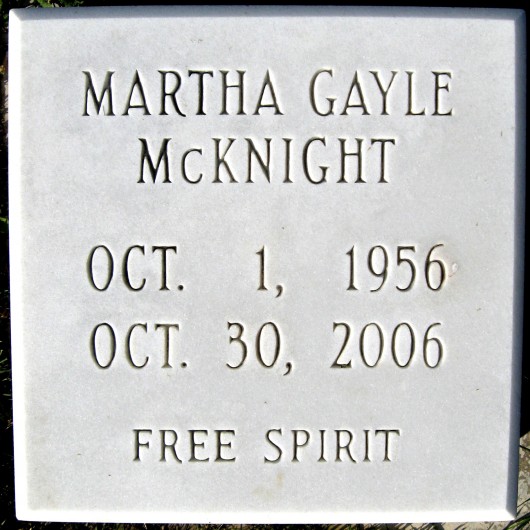 MARTHA GAYLE
McKNIGHT
OCT. 1, 1956
OCT. 30, 2006
FREE SPIRIT